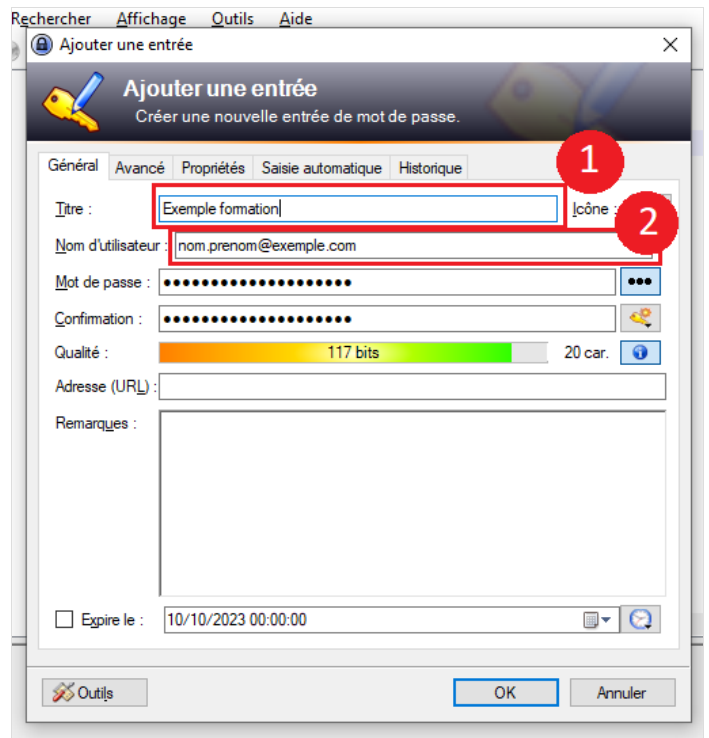 Rechercher Affichage Outils Aide
Ajouter une entrée
Ajouter une entrée
Créer une nouvelle entrée de mot de passe.
Général Avancé Propriétés Saisie automatique Historique
1
Titre : Exemple formation Icône :
2
Nom d'utilisateur : nom.prenom@exemple.com
Mot de passe : ●●●●●●●●●●●●●●●●●●●● ●●●
Confirmation : ●●●●●●●●●●●●●●●●●●●●
Qualité : 117 bits 20 car.
Adresse (URL) :
Remarques :
Expire le : 10/10/2023 00:00:00
Outils OK Annuler